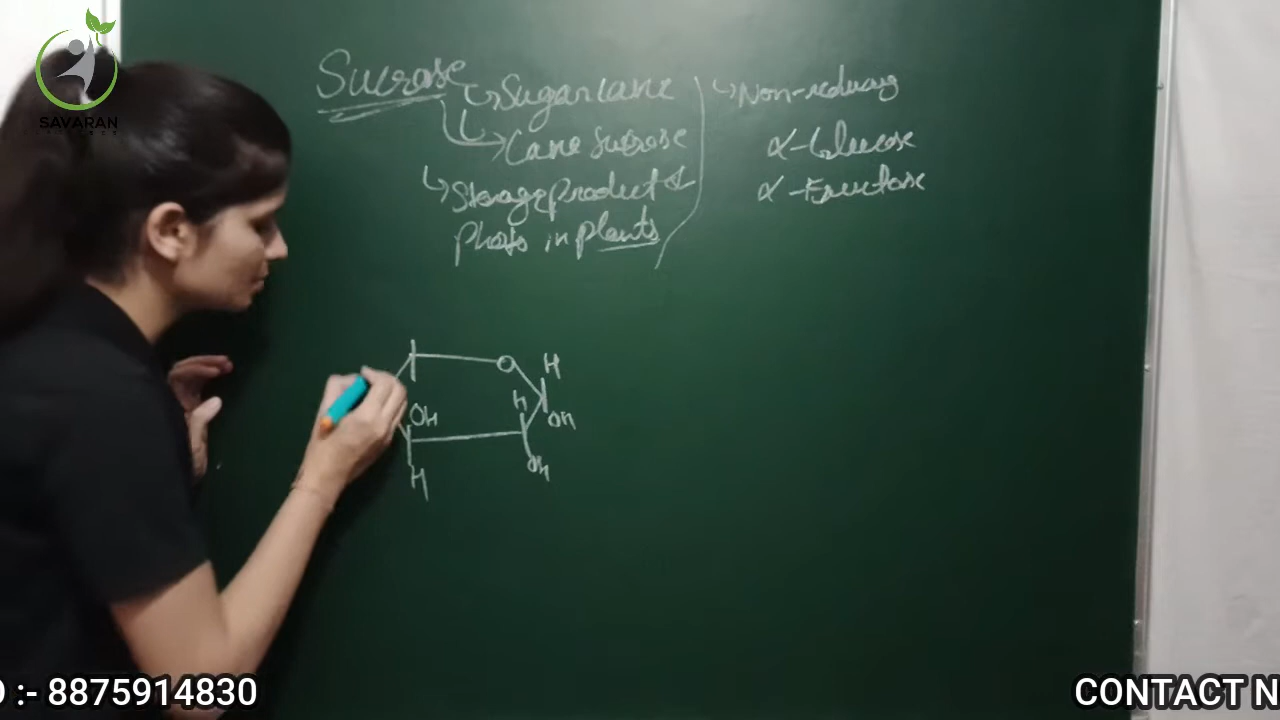 SAVARAN
Sucrose
Sugarcane
Cane Sucrose
Storage product of
Photo in plants
Non-reducing
α-Glucose
α-Fructose
O H
H
OH OH
OH
H
:- 8875914830
CONTACT N